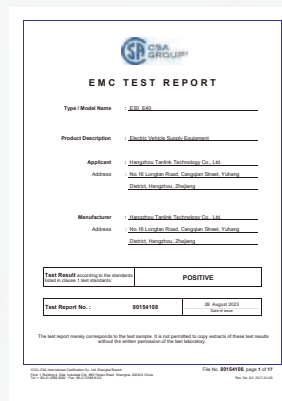 CSA
GROUP™
EMC TEST REPORT
Type / Model Name : E50, E40
Product Description : Electric Vehicle Supply Equipment
Applicant : Hangzhou Tanlink Technology Co., Ltd.
Address : No.16 Longtan Road, Cangqian Street, Yuhang
District, Hangzhou, Zhejiang
Manufacturer : Hangzhou Tanlink Technology Co., Ltd.
Address : No.16 Longtan Road, Cangqian Street, Yuhang
District, Hangzhou, Zhejiang
Test Result according to the standards
listed in clause 1 test standards: POSITIVE
Test Report No. : 80154108 28. August 2023
Date of issue
The test report merely corresponds to the test sample. It is not permitted to copy extracts of these test results
without the written permission of the test laboratory.
File No. 80154108, page 1 of 17